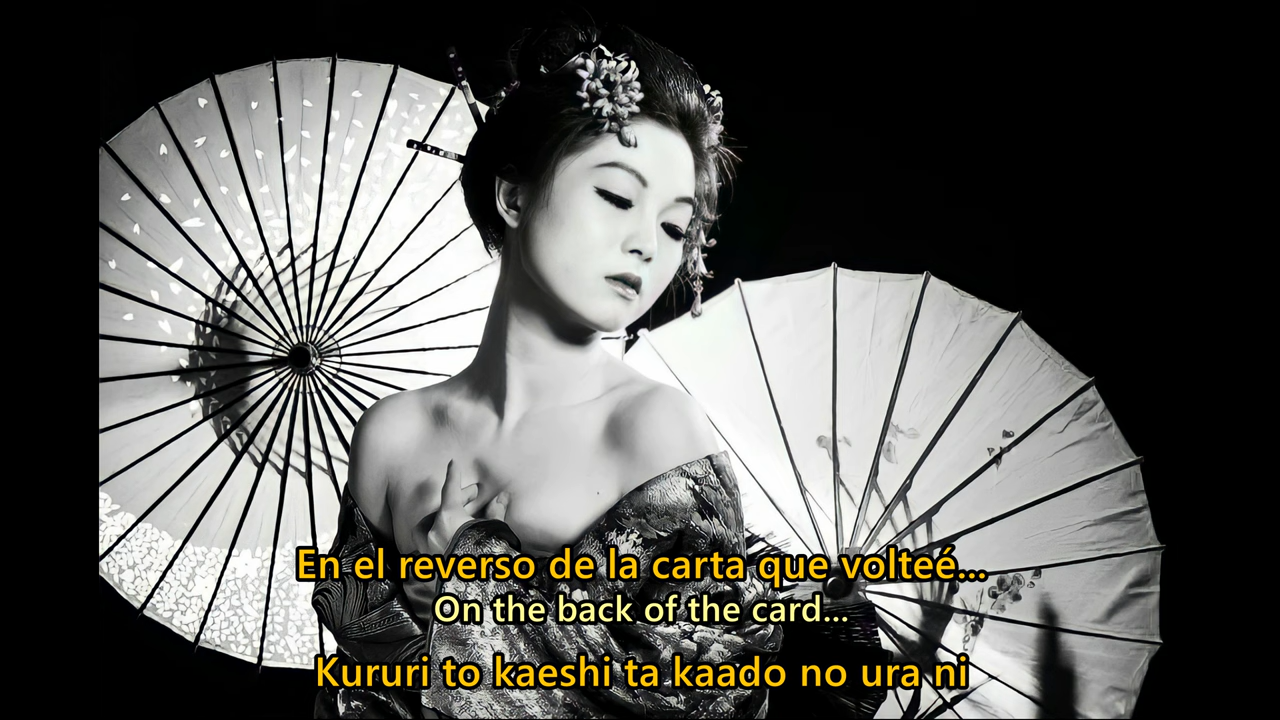 En el reverso de la carta que volteé...
On the back of the card...
Kururi to kaeshi ta kaado no ura ni